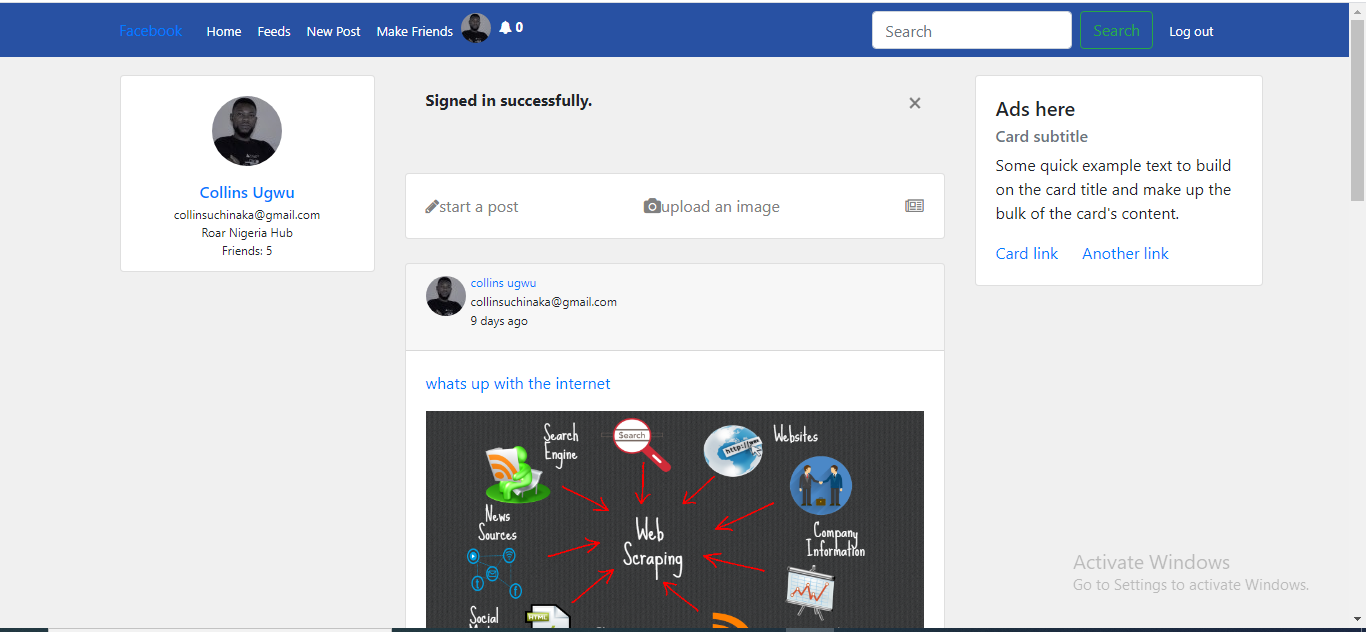 Facebook Home Feeds New Post Make Friends 0 Search Search Log out
Collins Ugwu
collinsuchinaka@gmail.com
Roar Nigeria Hub
Friends: 5
Signed in successfully. ×
start a post upload an image
collins ugwu
collinsuchinaka@gmail.com
9 days ago
whats up with the internet
Search
Engine
Search
http://www
Websites
News
Sources
Web
Scraping
Company
Information
Social
HTML
Ads here
Card subtitle
Some quick example text to build
on the card title and make up the
bulk of the card's content.
Card link Another link
Activate Windows
Go to Settings to activate Windows.